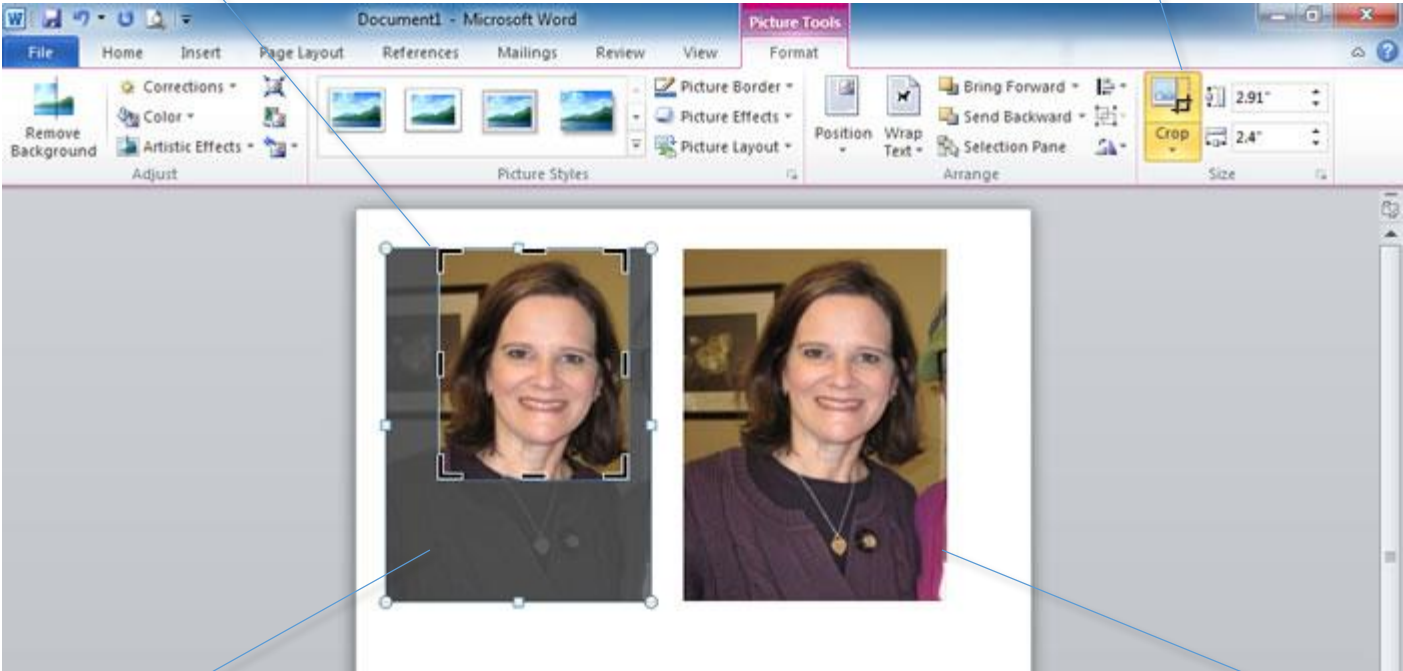 Document1 - Microsoft Word
Picture Tools
File Home Insert Page Layout References Mailings Review View Format
Remove Background
Corrections
Color
Artistic Effects
Adjust
Picture Styles
Picture Border
Picture Effects
Picture Layout
Position
Wrap Text
Bring Forward
Send Backward
Selection Pane
Arrange
Crop
2.91"
2.4"
Size